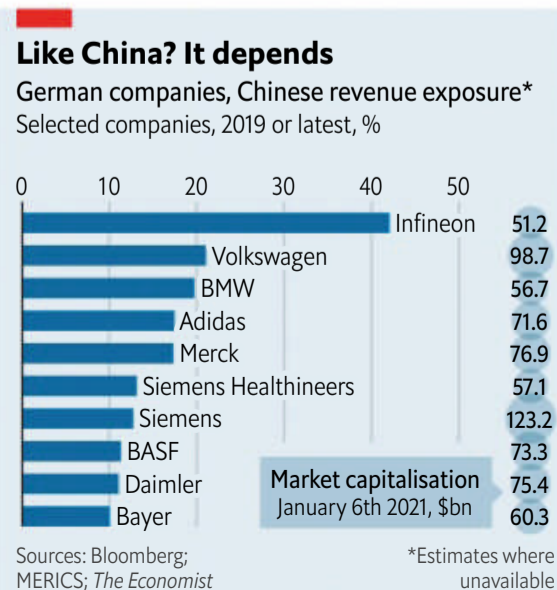 Like China? It depends
German companies, Chinese revenue exposure*
Selected companies, 2019 or latest, %
0 10 20 30 40 50
Infineon 51.2
Volkswagen 98.7
BMW 56.7
Adidas 71.6
Merck 76.9
Siemens Healthineers 57.1
Siemens 123.2
BASF 73.3
Daimler 75.4
Bayer 60.3
Market capitalisation
January 6th 2021, $bn
Sources: Bloomberg;
MERICS; The Economist
*Estimates where
unavailable